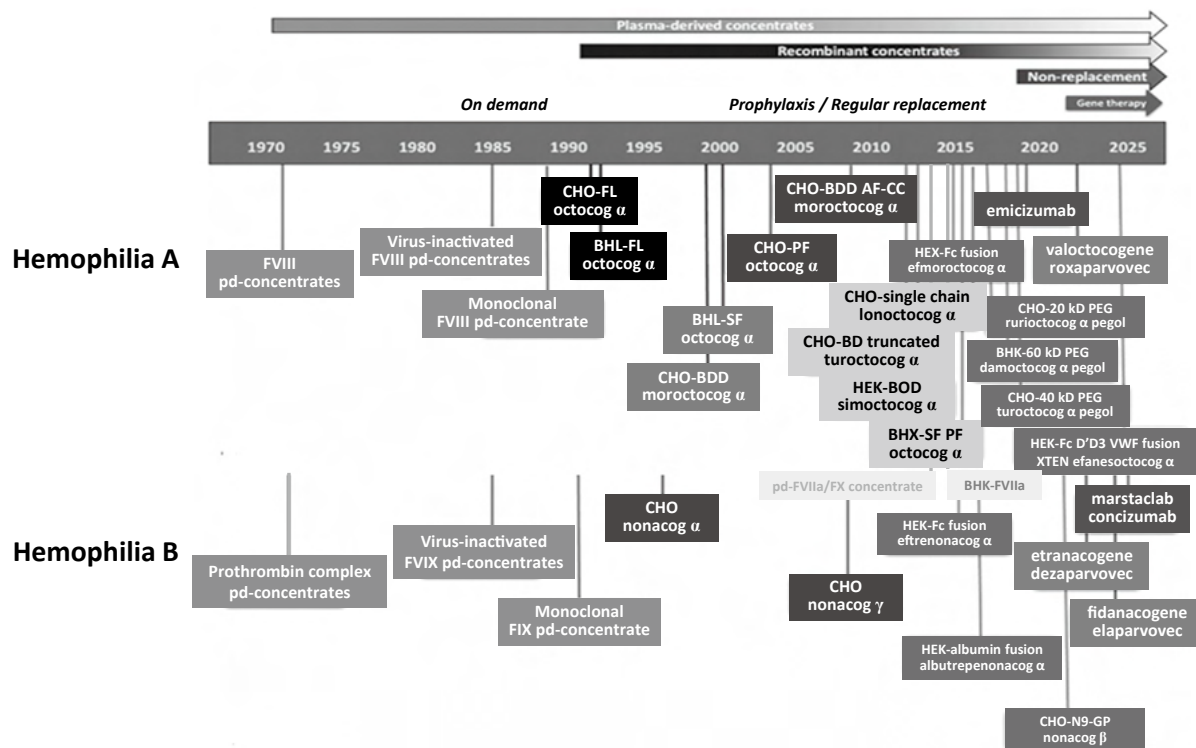 Plasma-derived concentrates
Recombinant concentrates
Non-replacement
Gene therapy
On demand
Prophylaxis / Regular replacement
1970 1975 1980 1985 1990 1995 2000 2005 2010 2015 2020 2025
Hemophilia A
FVIII
pd-concentrates
Virus-inactivated
FVIII pd-concentrates
Monoclonal
FVIII pd-concentrate
CHO-FL
octocog α
BHL-FL
octocog α
BHL-SF
octocog α
CHO-BDD
moroctocog α
CHO-PF
octocog α
CHO-BDD AF-CC
moroctocog α
HEX-Fc fusion
efmoroctocog α
CHO-single chain
lonoctocog α
CHO-BD truncated
turoctocog α
HEK-BOD
simoctocog α
BHX-SF PF
octocog α
emicizumab
valoctocogene
roxaparvovec
CHO-20 kD PEG
rurioctocog α pegol
BHK-60 kD PEG
damoctocog α pegol
CHO-40 kD PEG
turoctocog α pegol
HEK-Fc D'D3 VWF fusion
XTEN efanesoctocog α
pd-FVIIa/FX concentrate
BHK-FVIIa
marstaclab
concizumab
Hemophilia B
Prothrombin complex
pd-concentrates
Virus-inactivated
FVIX pd-concentrates
Monoclonal
FIX pd-concentrate
CHO
nonacog α
CHO
nonacog γ
HEK-Fc fusion
eftrenonacog α
HEK-albumin fusion
albutrepenonacog α
etranacogene
dezaparvovec
fidanacogene
elaparvovec
CHO-N9-GP
nonacog β